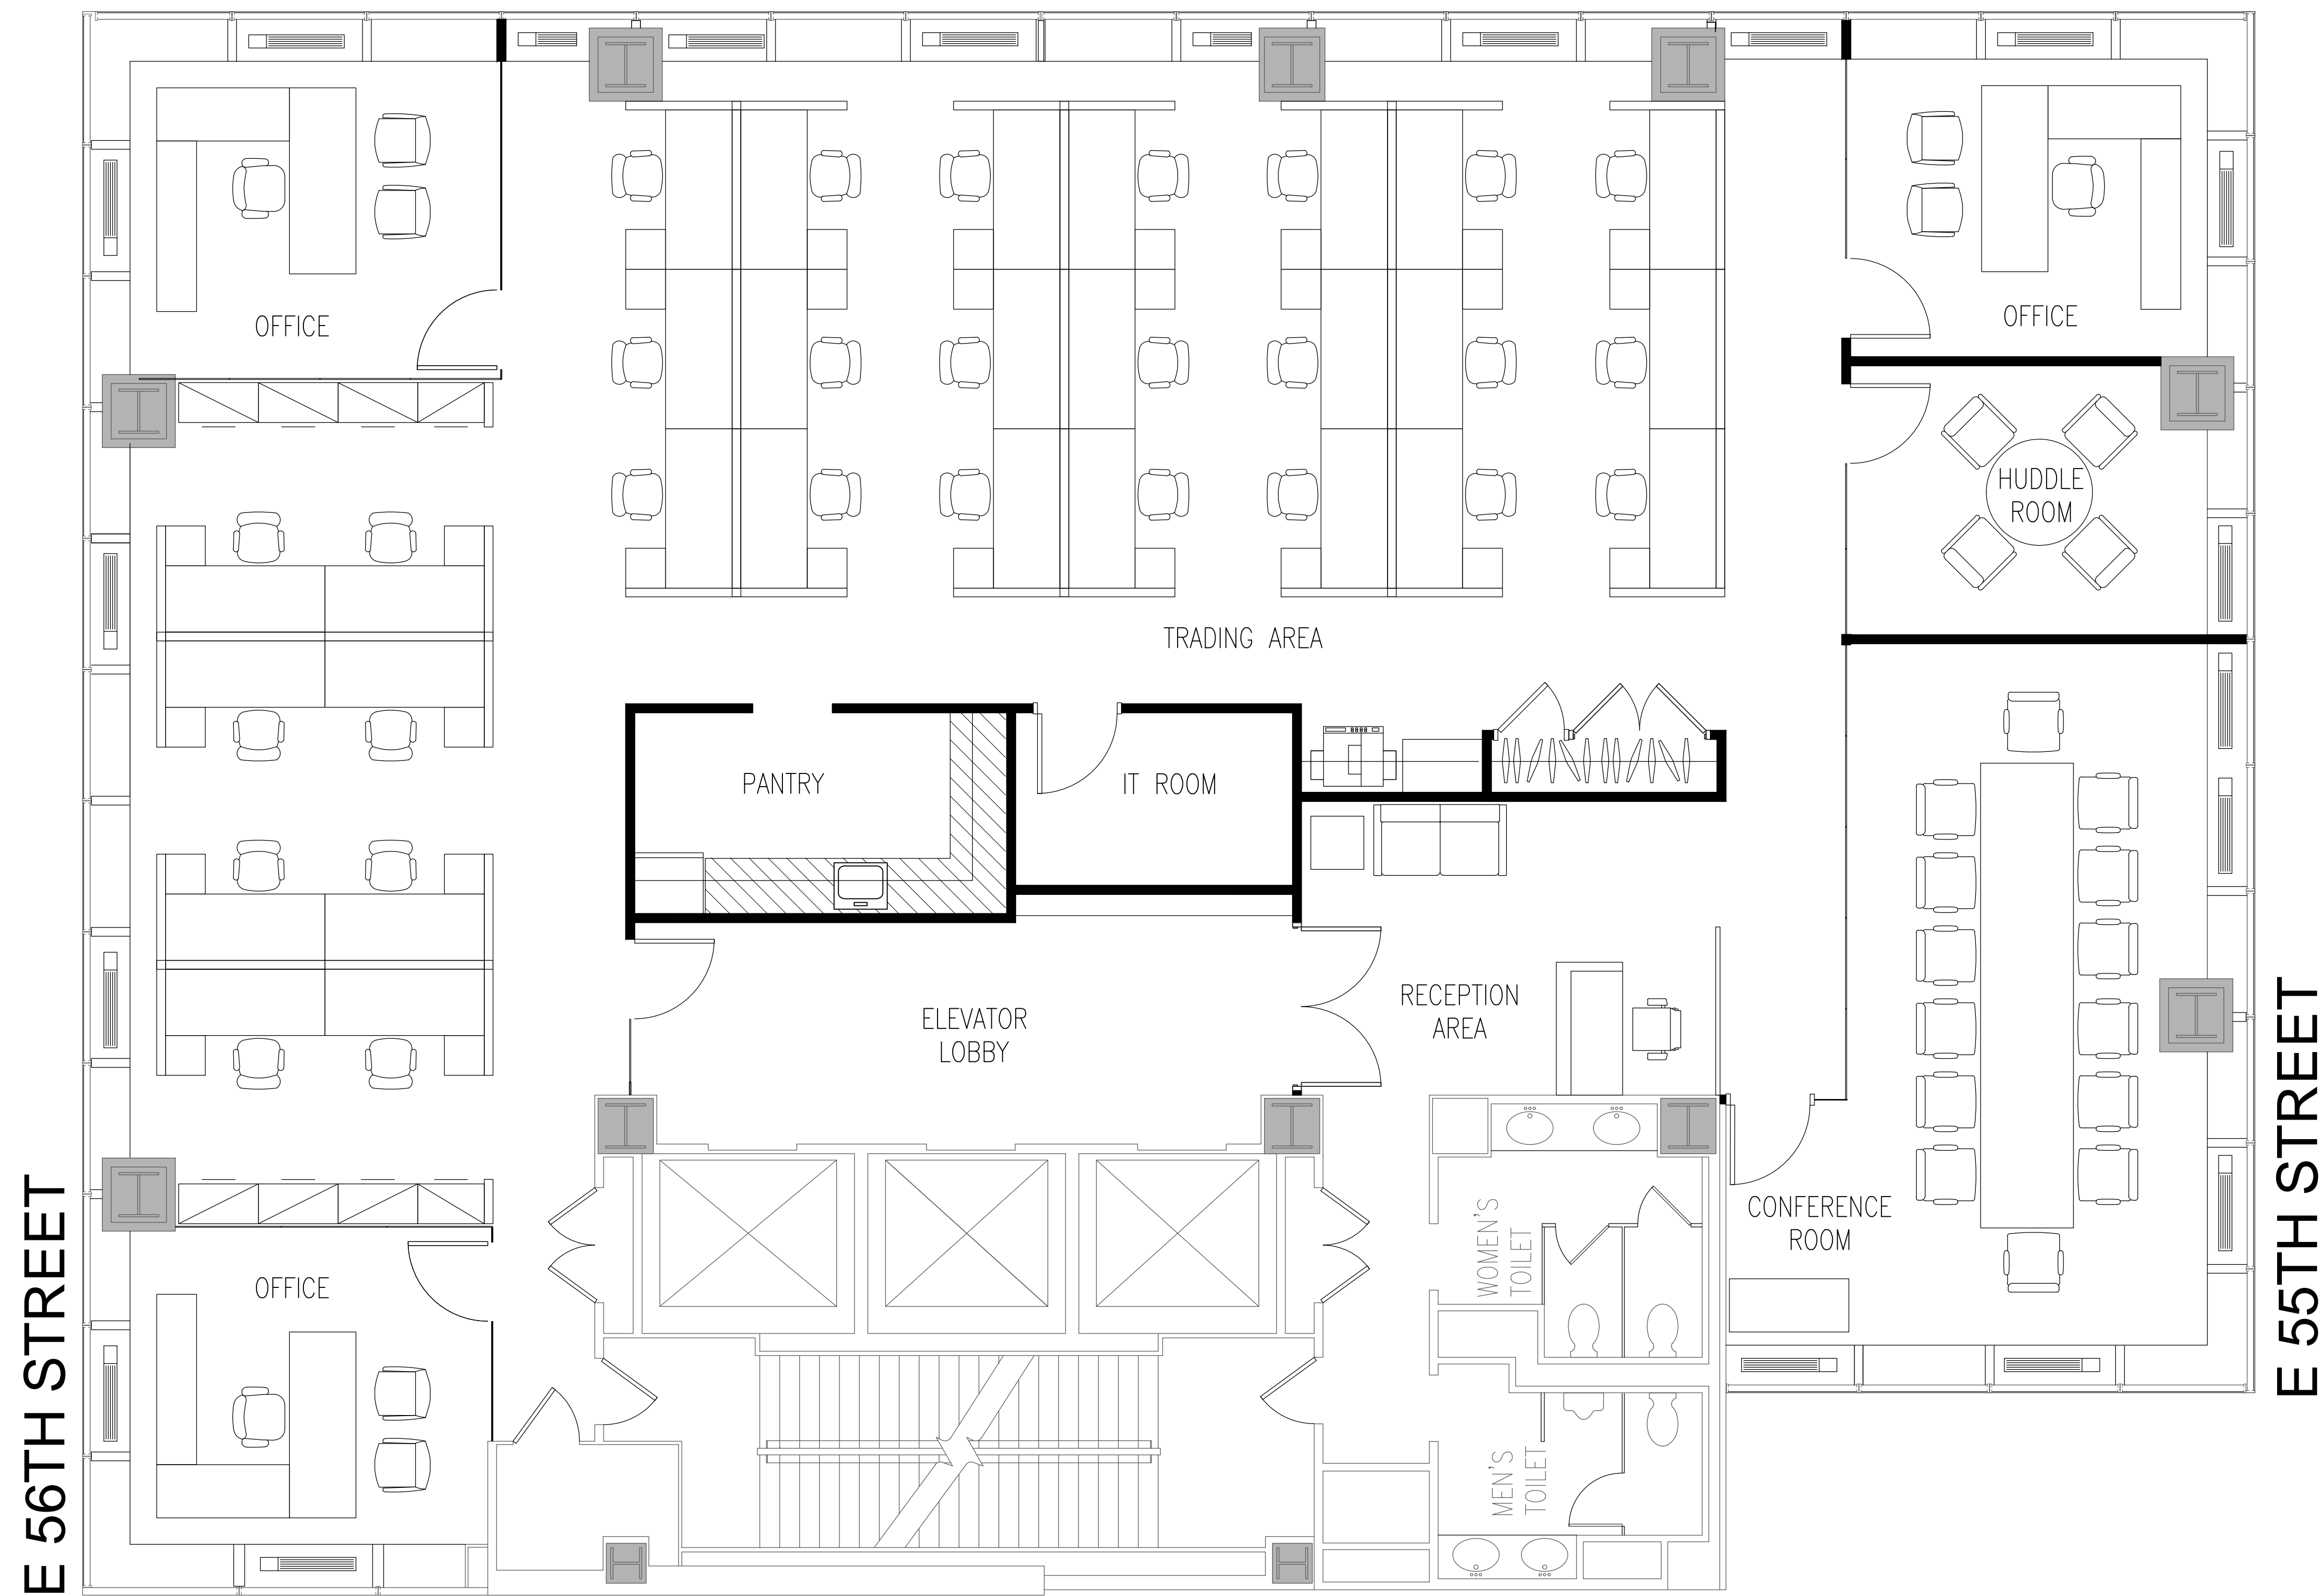 OFFICE
OFFICE
HUDDLE
ROOM
TRADING AREA
PANTRY
IT ROOM
ELEVATOR
LOBBY
RECEPTION
AREA
CONFERENCE
ROOM
WOMEN'S
TOILET
OFFICE
MEN'S
TOILET
E 56TH STREET
E 55TH STREET